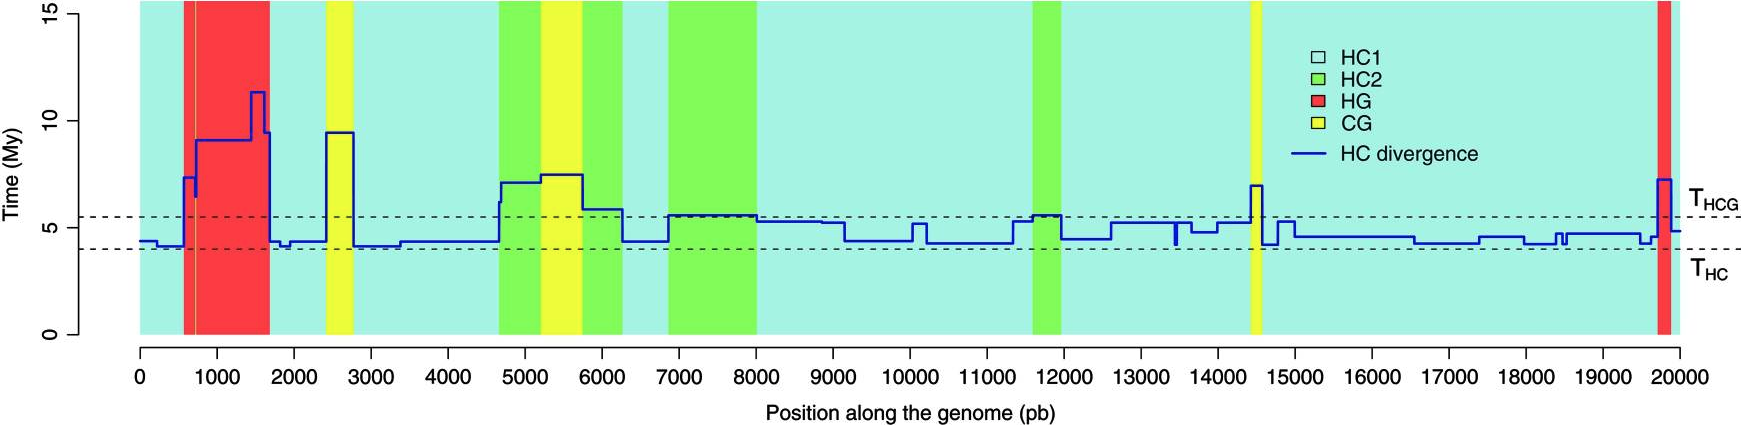 15
10
5
0
Time (My)
HC1
HC2
HG
CG
HC divergence
THCG
THC
0 1000 2000 3000 4000 5000 6000 7000 8000 9000 10000 11000 12000 13000 14000 15000 16000 17000 18000 19000 20000
Position along the genome (pb)